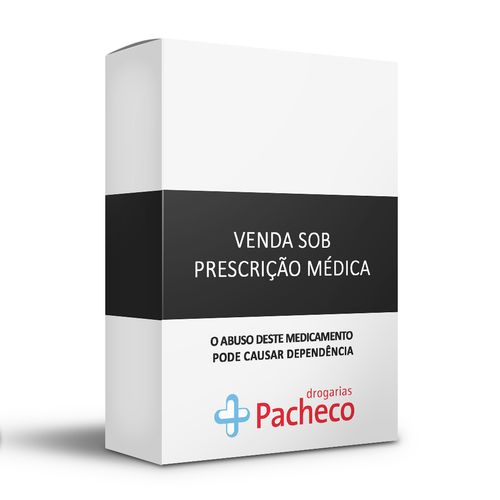 VENDA SOB
PRESCRIÇÃO MÉDICA
O ABUSO DESTE MEDICAMENTO
PODE CAUSAR DEPENDÊNCIA
drogarias
Pacheco